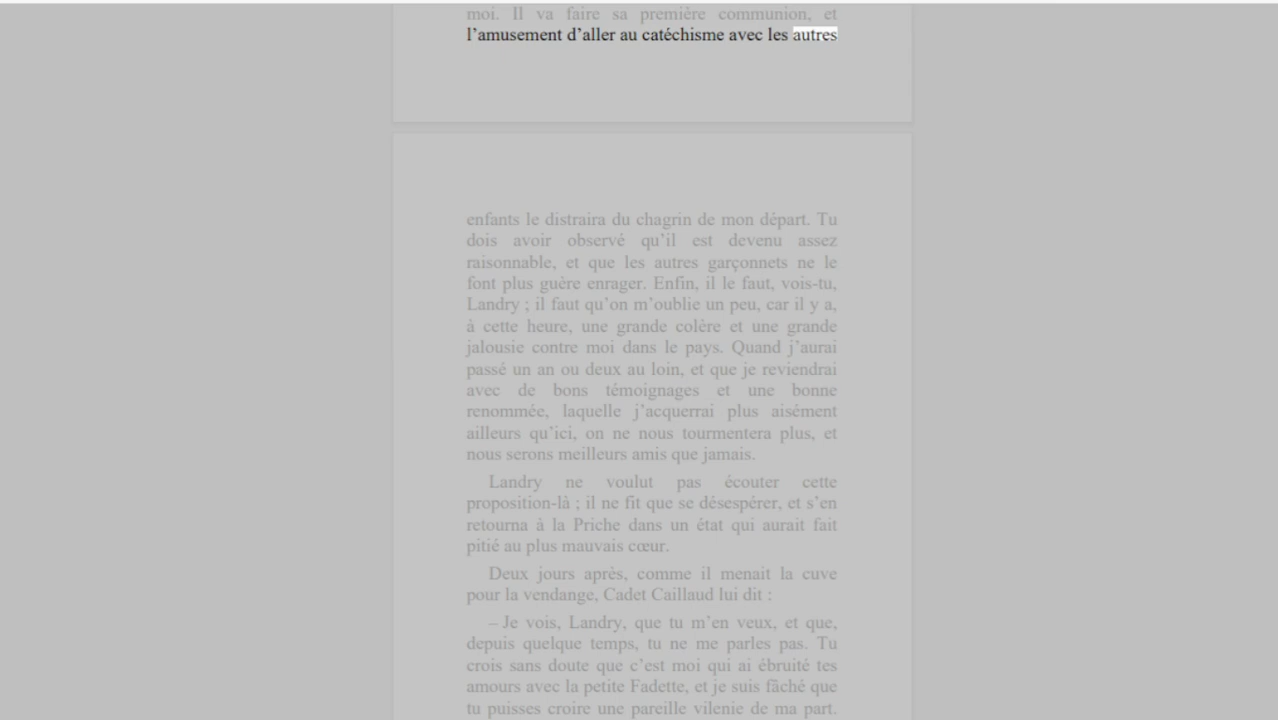 moi. Il va faire sa première communion, et
l’amusement d’aller au catéchisme avec les autres
enfants le distraira du chagrin de mon départ. Tu
dois avoir observé qu’il est devenu assez
raisonnable, et que les autres garçonnets ne le
font plus guère enrager. Enfin, il le faut, vois-tu,
Landry ; il faut qu’on m’oublie un peu, car il y a,
à cette heure, une grande colère et une grande
jalousie contre moi dans le pays. Quand j’aurai
passé un an ou deux au loin, et que je reviendrai
avec de bons témoignages et une bonne
renommée, laquelle j’acquerrai plus aisément
ailleurs qu’ici, on ne nous tourmentera plus, et
nous serons meilleurs amis que jamais.
Landry ne voulut pas écouter cette
proposition-là ; il ne fit que se désespérer, et s’en
retourna à la Priche dans un état qui aurait fait
pitié au plus mauvais cœur.
Deux jours après, comme il menait la cuve
pour la vendange, Cadet Caillaud lui dit :
– Je vois, Landry, que tu m’en veux, et que,
depuis quelque temps, tu ne me parles pas. Tu
crois sans doute que c’est moi qui ai ébruité tes
amours avec la petite Fadette, et je suis fâché que
tu puisses croire une pareille vilenie de ma part.